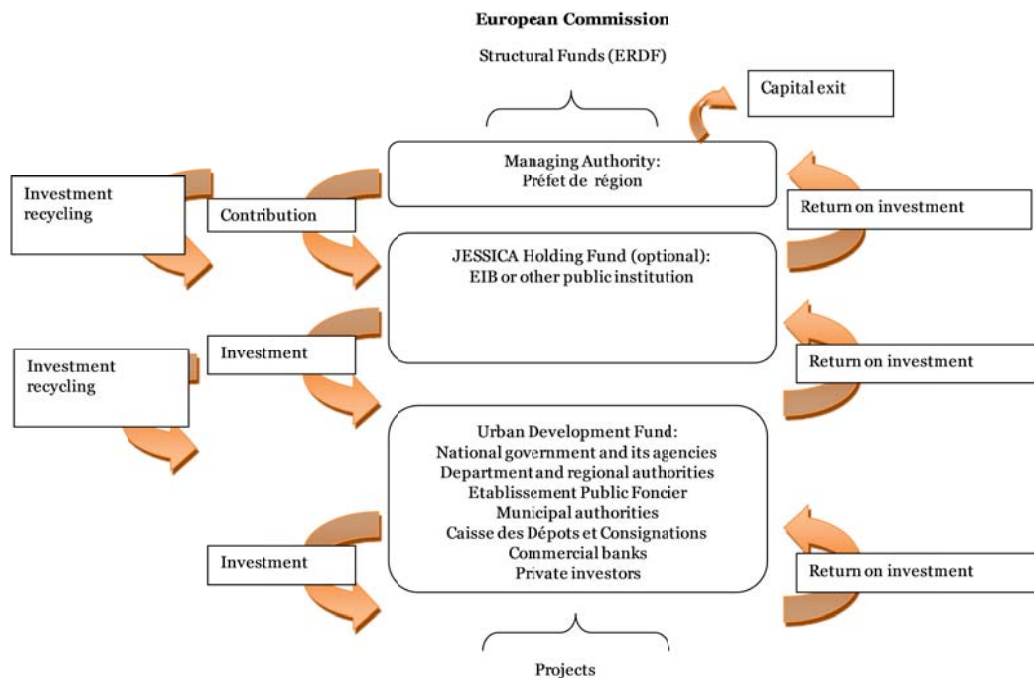 European Commission
Structural Funds (ERDF)
Capital exit
Managing Authority:
Préfet de région
Investment
recycling
Contribution
Return on investment
JESSICA Holding Fund (optional):
EIB or other public institution
Investment
recycling
Investment
Return on investment
Urban Development Fund:
National government and its agencies
Department and regional authorities
Etablissement Public Foncier
Municipal authorities
Caisse des Dépots et Consignations
Commercial banks
Private investors
Investment
Return on investment
Projects